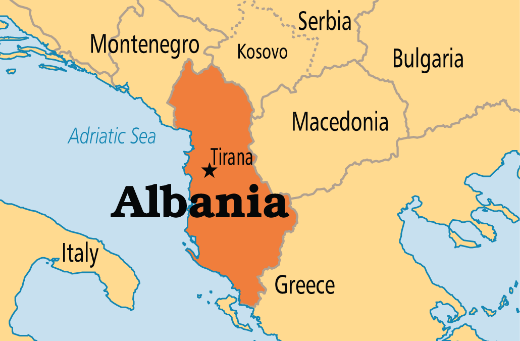 Serbia
Montenegro
Kosovo
Bulgaria
Macedonia
Adriatic Sea
Tirana
Albania
Italy
Greece